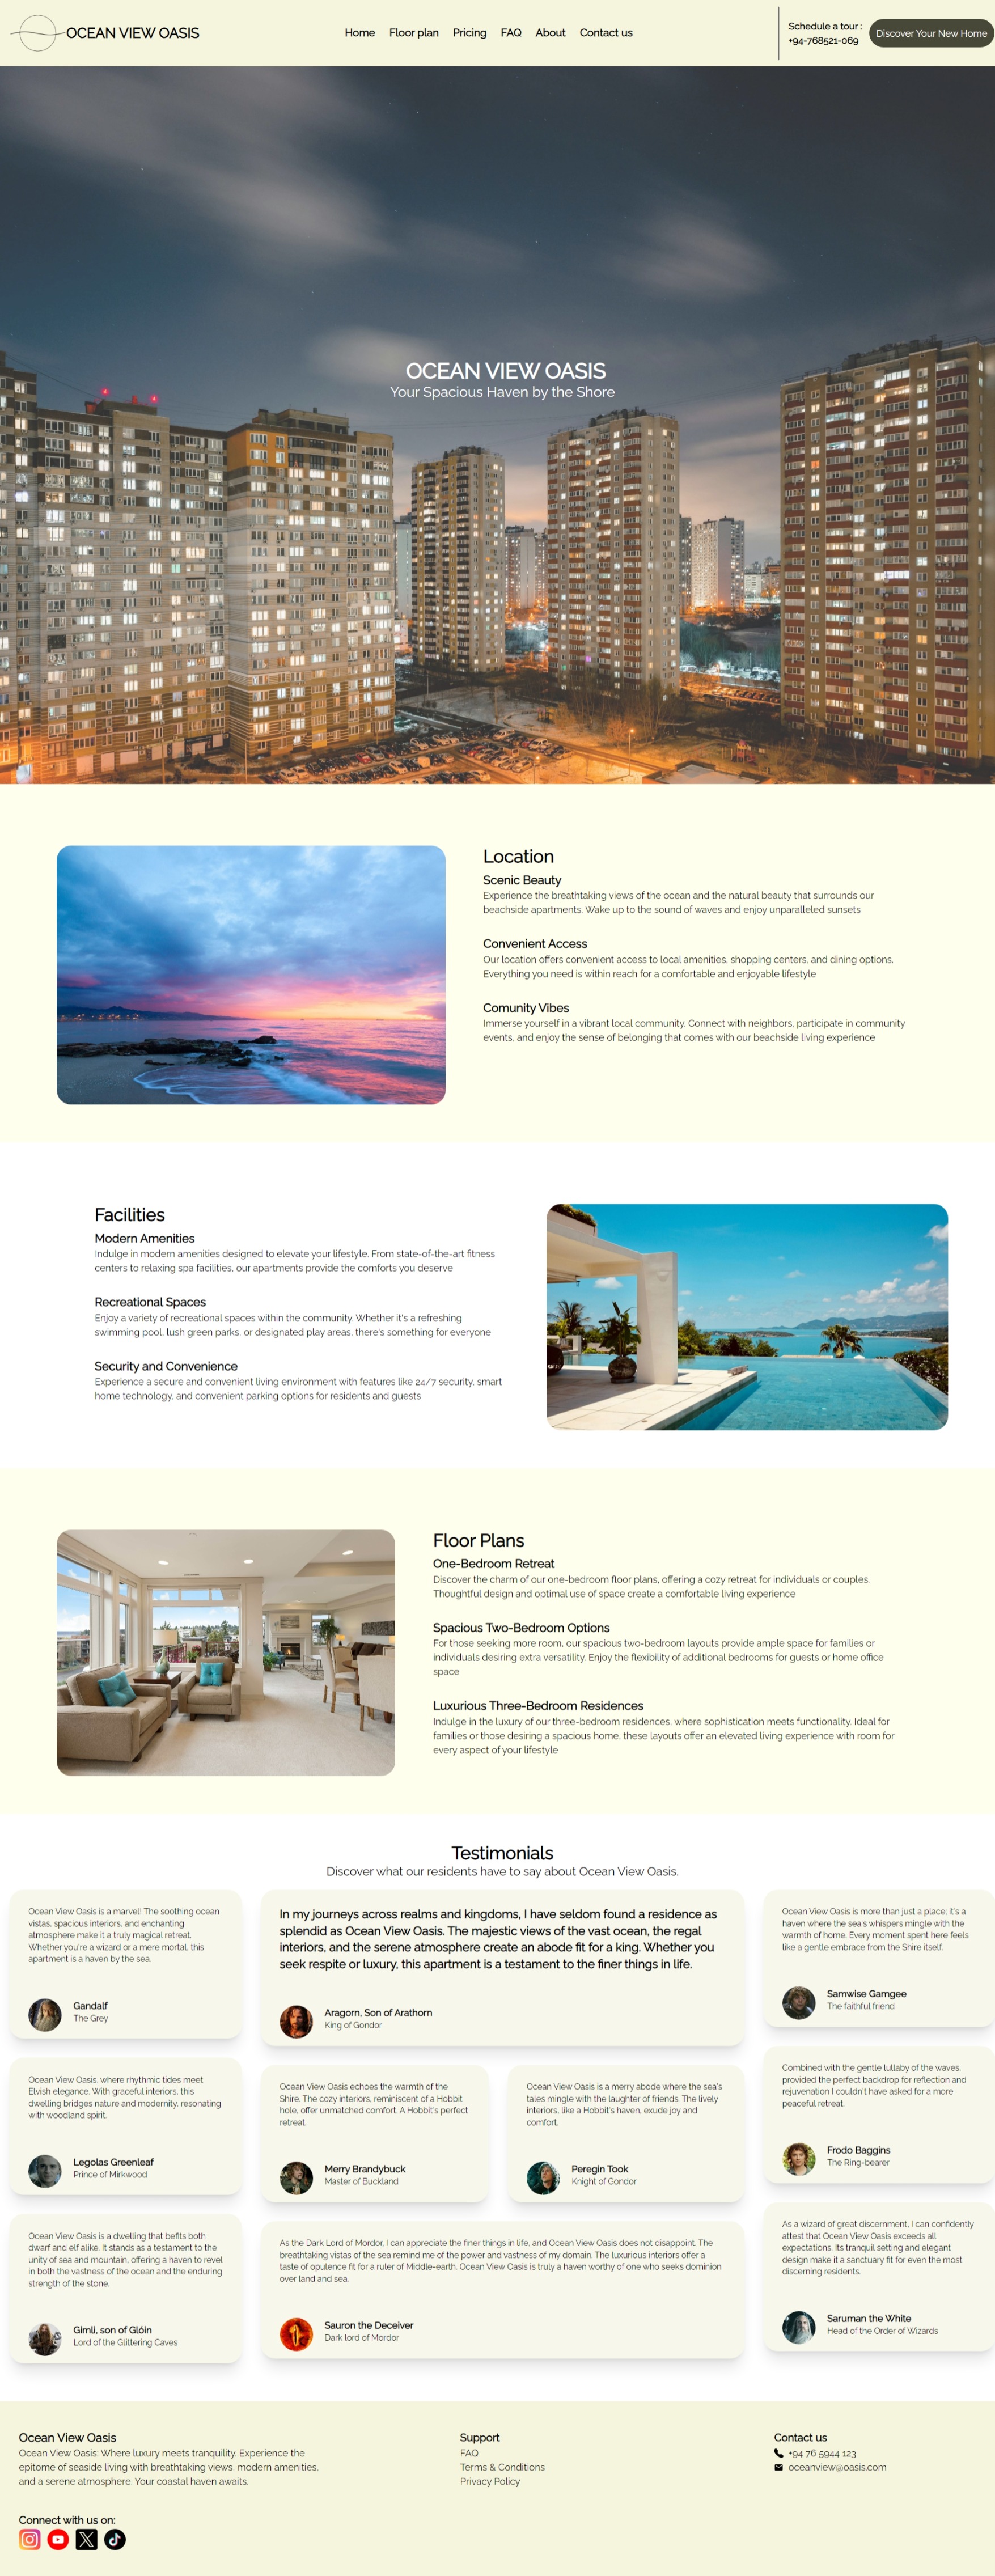 OCEAN VIEW OASIS
Home Floor plan Pricing FAQ About Contact us
Schedule a tour :
+94-768521-069
Discover Your New Home
OCEAN VIEW OASIS
Your Spacious Haven by the Shore
Location
Scenic Beauty
Experience the breathtaking views of the ocean and the natural beauty that surrounds our
beachside apartments. Wake up to the sound of waves and enjoy unparalleled sunsets
Convenient Access
Our location offers convenient access to local amenities, shopping centers, and dining options.
Everything you need is within reach for a comfortable and enjoyable lifestyle
Comunity Vibes
Immerse yourself in a vibrant local community. Connect with neighbors, participate in community
events, and enjoy the sense of belonging that comes with our beachside living experience
Facilities
Modern Amenities
Indulge in modern amenities designed to elevate your lifestyle. From state-of-the-art fitness
centers to relaxing spa facilities, our apartments provide the comforts you deserve
Recreational Spaces
Enjoy a variety of recreational spaces within the community. Whether it's a refreshing
swimming pool, lush green parks, or designated play areas, there's something for everyone
Security and Convenience
Experience a secure and convenient living environment with features like 24/7 security, smart
home technology, and convenient parking options for residents and guests
Floor Plans
One-Bedroom Retreat
Discover the charm of our one-bedroom floor plans, offering a cozy retreat for individuals or couples.
Thoughtful design and optimal use of space create a comfortable living experience
Spacious Two-Bedroom Options
For those seeking more room, our spacious two-bedroom layouts provide ample space for families or
individuals desiring extra versatility. Enjoy the flexibility of additional bedrooms for guests or home office
space
Luxurious Three-Bedroom Residences
Indulge in the luxury of our three-bedroom residences, where sophistication meets functionality. Ideal for
families or those desiring a spacious home, these layouts offer an elevated living experience with room for
every aspect of your lifestyle
Testimonials
Discover what our residents have to say about Ocean View Oasis.
Ocean View Oasis is a marvel! The soothing ocean
vistas, spacious interiors, and enchanting
atmosphere make it a truly magical retreat.
Whether you're a wizard or a mere mortal, this
apartment is a haven by the sea.
Gandalf
The Grey
Ocean View Oasis, where rhythmic tides meet
Elvish elegance. With graceful interiors, this
dwelling bridges nature and modernity, resonating
with woodland spirit.
Legolas Greenleaf
Prince of Mirkwood
Ocean View Oasis is a dwelling that befits both
dwarf and elf alike. It stands as a testament to the
unity of sea and mountain, offering a haven to revel
in both the vastness of the ocean and the enduring
strength of the stone.
Gimli, son of Glóin
Lord of the Glittering Caves
In my journeys across realms and kingdoms, I have seldom found a residence as
splendid as Ocean View Oasis. The majestic views of the vast ocean, the regal
interiors, and the serene atmosphere create an abode fit for a king. Whether you
seek respite or luxury, this apartment is a testament to the finer things in life.
Aragorn, Son of Arathorn
King of Gondor
Ocean View Oasis echoes the warmth of the
Shire. The cozy interiors, reminiscent of a Hobbit
hole, offer unmatched comfort. A Hobbit's perfect
retreat.
Merry Brandybuck
Master of Buckland
Ocean View Oasis is a merry abode where the sea's
tales mingle with the laughter of friends. The lively
interiors, like a Hobbit's haven, exude joy and
comfort.
Peregin Took
Knight of Gondor
As the Dark Lord of Mordor, I can appreciate the finer things in life, and Ocean View Oasis does not disappoint. The
breathtaking vistas of the sea remind me of the power and vastness of my domain. The luxurious interiors offer a
taste of opulence fit for a ruler of Middle-earth. Ocean View Oasis is truly a haven worthy of one who seeks dominion
over land and sea.
Sauron the Deceiver
Dark lord of Mordor
Ocean View Oasis is more than just a place; it's a
haven where the sea's whispers mingle with the
warmth of home. Every moment spent here feels
like a gentle embrace from the Shire itself.
Samwise Gamgee
The faithful friend
Combined with the gentle lullaby of the waves,
provided the perfect backdrop for reflection and
rejuvenation I couldn't have asked for a more
peaceful retreat.
Frodo Baggins
The Ring-bearer
As a wizard of great discernment, I can confidently
attest that Ocean View Oasis exceeds all
expectations. Its tranquil setting and elegant
design make it a sanctuary fit for even the most
discerning residents.
Saruman the White
Head of the Order of Wizards
Ocean View Oasis
Ocean View Oasis: Where luxury meets tranquility. Experience the
epitome of seaside living with breathtaking views, modern amenities,
and a serene atmosphere. Your coastal haven awaits.
Connect with us on:
Support
FAQ
Terms & Conditions
Privacy Policy
Contact us
+94 76 5944 123
oceanview@oasis.com